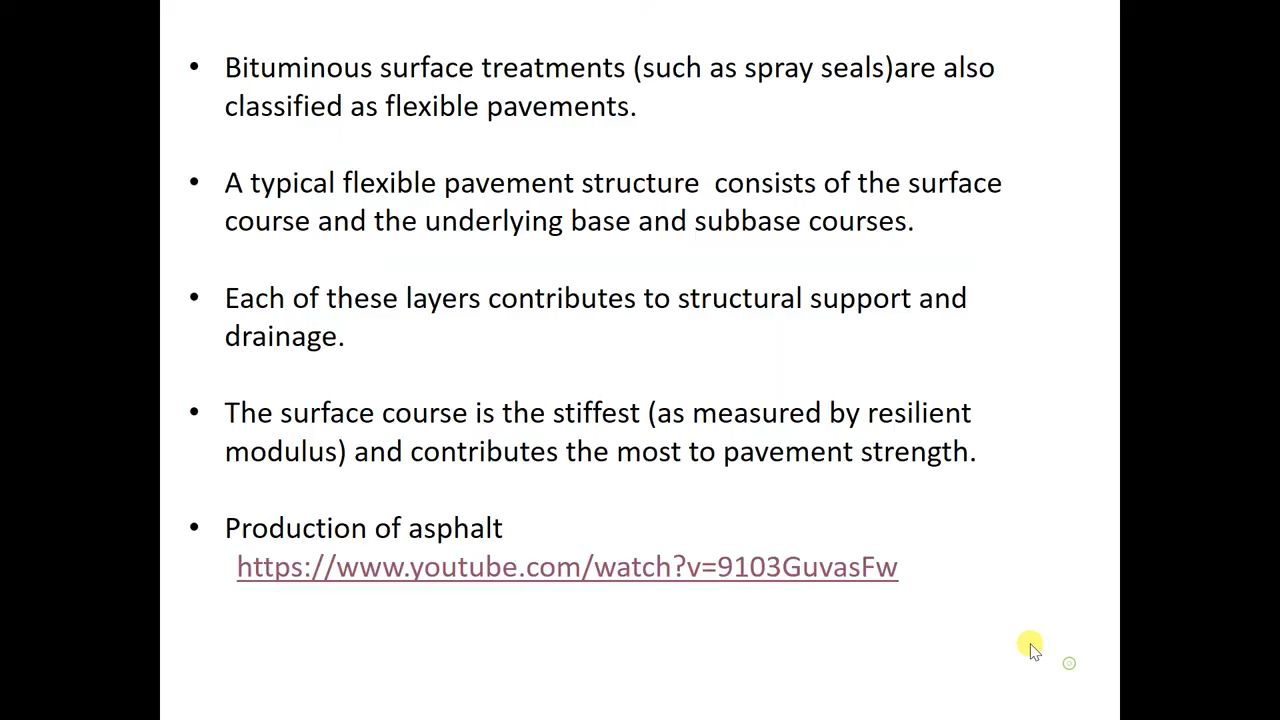 • Bituminous surface treatments (such as spray seals)are also
classified as flexible pavements.
• A typical flexible pavement structure  consists of the surface
course and the underlying base and subbase courses.
• Each of these layers contributes to structural support and
drainage.
• The surface course is the stiffest (as measured by resilient
modulus) and contributes the most to pavement strength.
• Production of asphalt
https://www.youtube.com/watch?v=9103GuvasFw